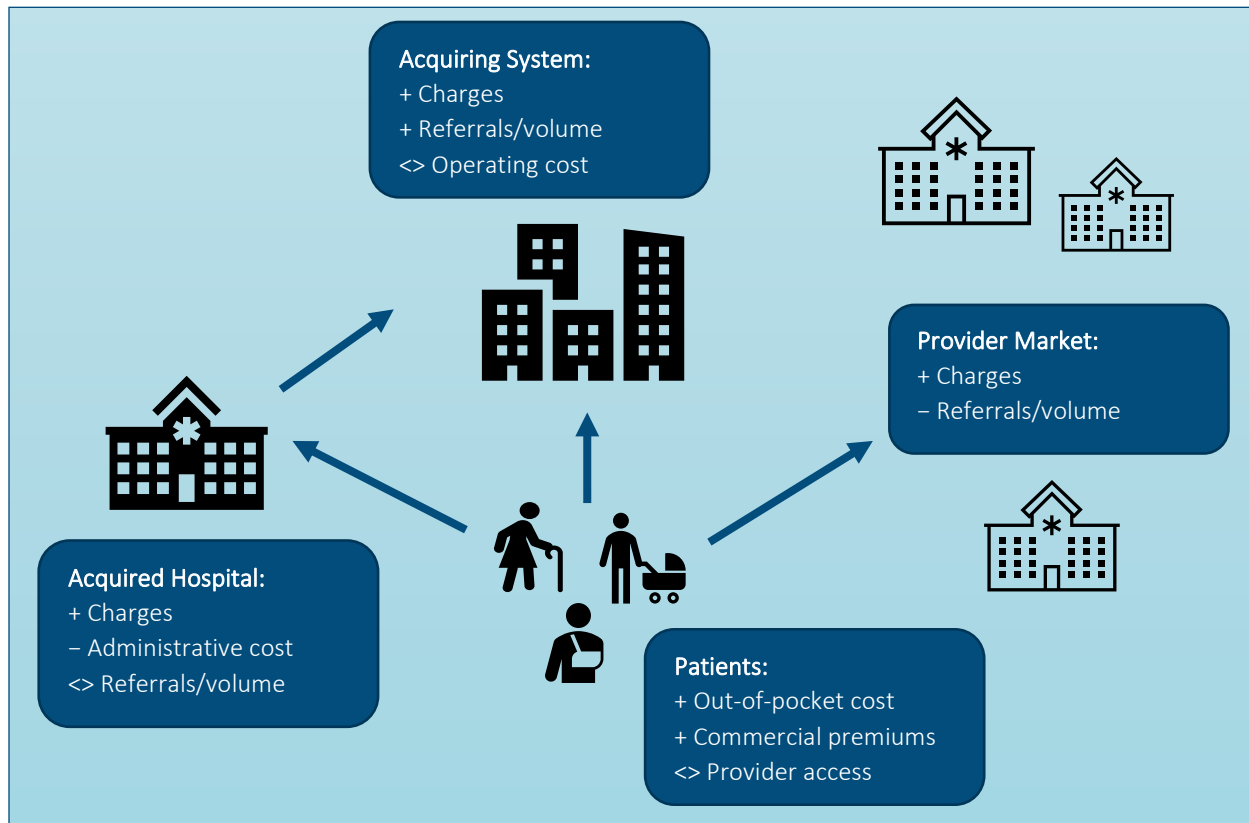 Acquiring System:
+ Charges
+ Referrals/volume
<> Operating cost
Provider Market:
+ Charges
− Referrals/volume
Acquired Hospital:
+ Charges
− Administrative cost
<> Referrals/volume
Patients:
+ Out-of-pocket cost
+ Commercial premiums
<> Provider access